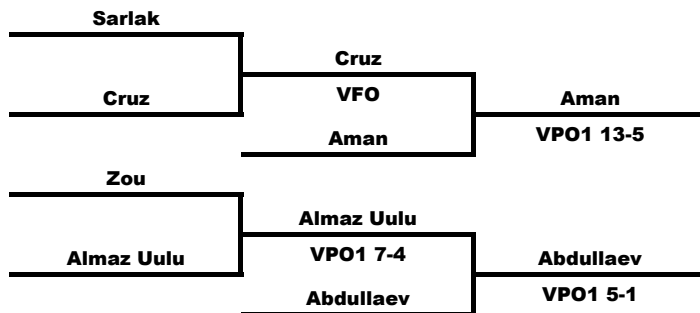 Sarlak
Cruz
Cruz
VFO
Aman
Aman
VPO1 13-5
Zou
Almaz Uulu
Almaz Uulu
VPO1 7-4
Abdullaev
Abdullaev
VPO1 5-1